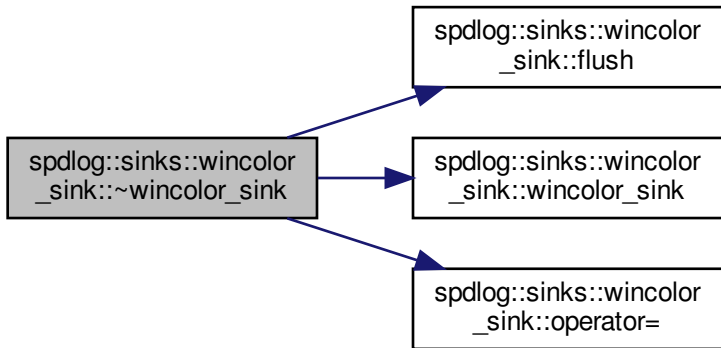 spdlog::sinks::wincolor
_sink::flush
spdlog::sinks::wincolor
_sink::~wincolor_sink
spdlog::sinks::wincolor
_sink::wincolor_sink
spdlog::sinks::wincolor
_sink::operator=